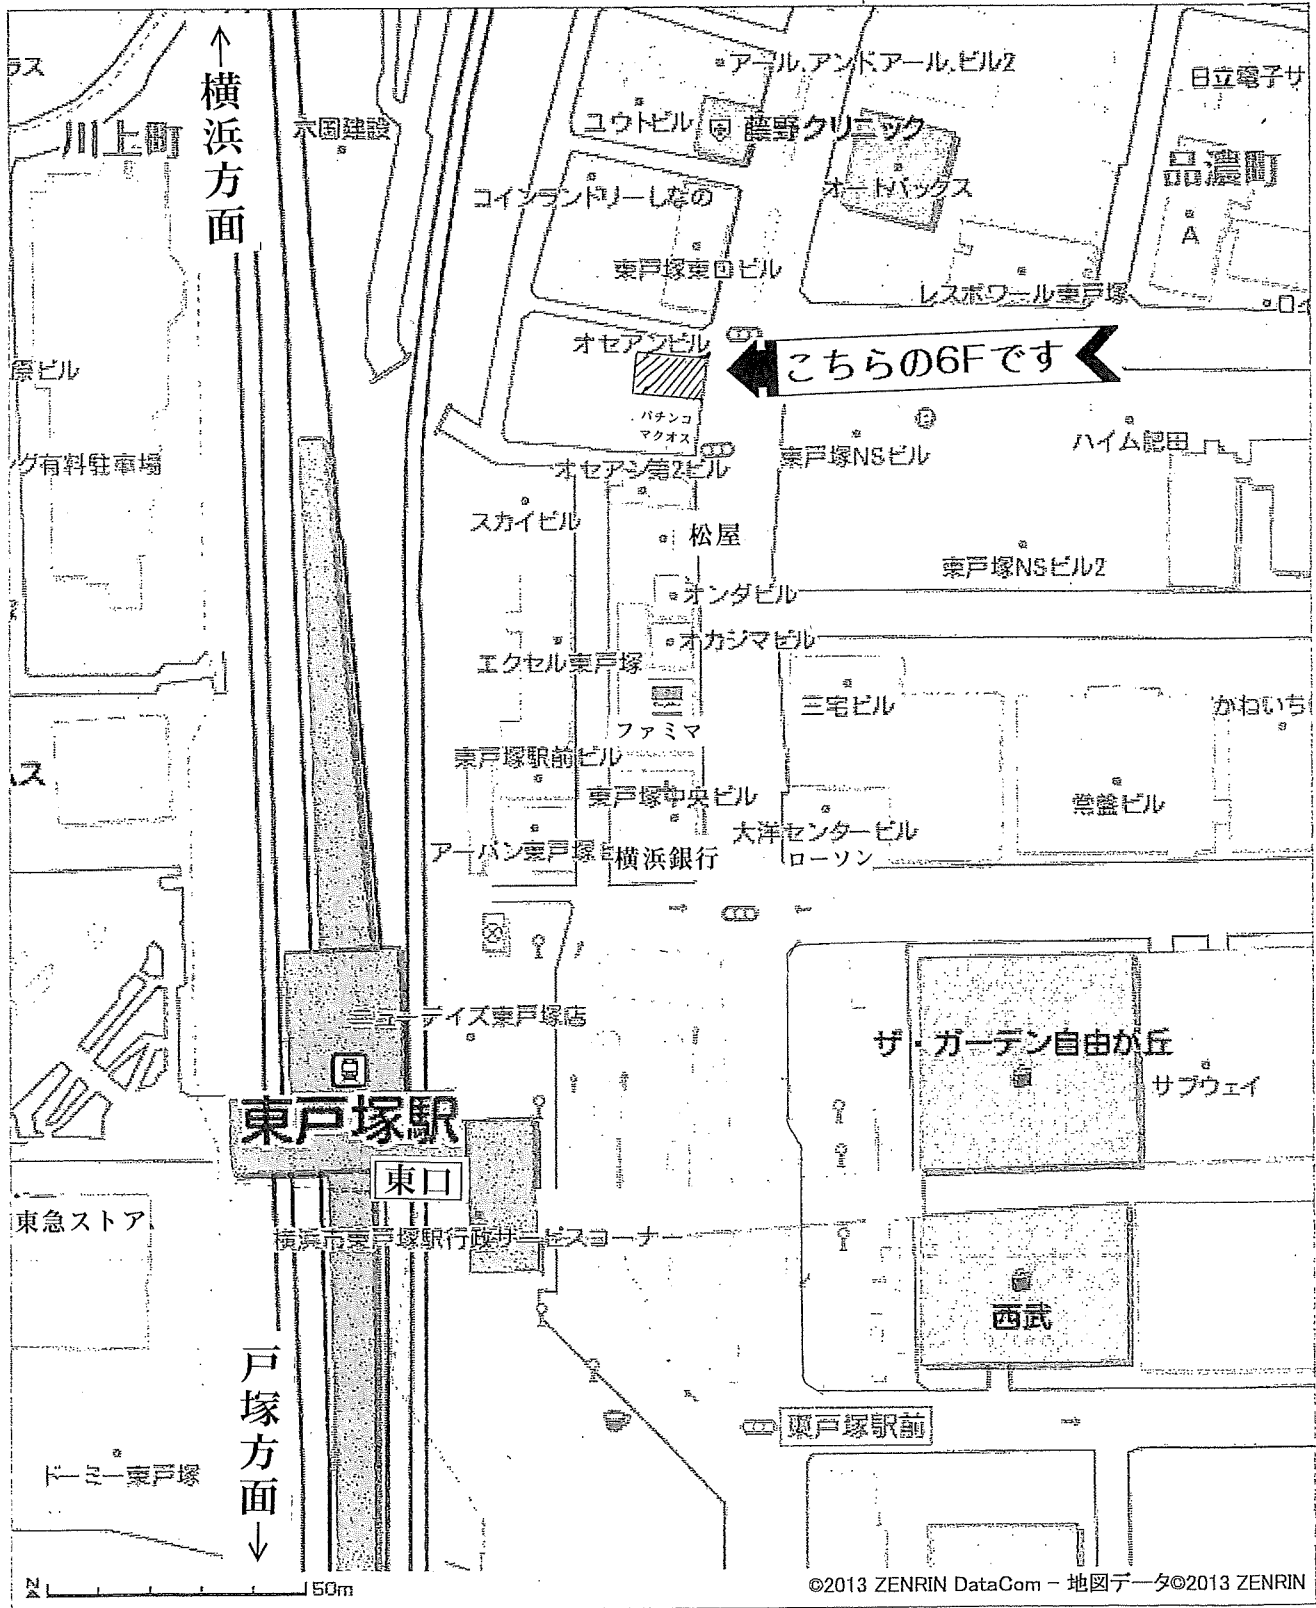 ↑横浜方面
ラス
川上町
六国建設
アール.アンド.アール.ビル2
ユウトビル
藤野クリニック
日立電子サ
オートバックス
品濃町
A
コインランドリーしなの
東戸塚東口ビル
レスポワール東戸塚
オセアンビル
こちらの6Fです
原ビル
パチンコ
マクオス
東戸塚NSビル
グ有料駐車場
オセアン第2ビル
スカイビル
松屋
東戸塚NSビル2
オンダビル
オカジマビル
エクセル東戸塚
三宅ビル
かねいち
ファミマ
東戸塚駅前ビル
ス
東戸塚中央ビル
常盤ビル
大洋センタービル
ローソン
アーバン東戸塚ビ
横浜銀行
ニューデイズ東戸塚店
ザ・ガーデン自由が丘
サブウェイ
東戸塚駅
東口
東急ストア
横浜市東戸塚駅行政サービスコーナー
西武
戸塚方面↓
東戸塚駅前
ドーミー東戸塚
N
50m
©2013 ZENRIN DataCom - 地図データ©2013 ZENRIN